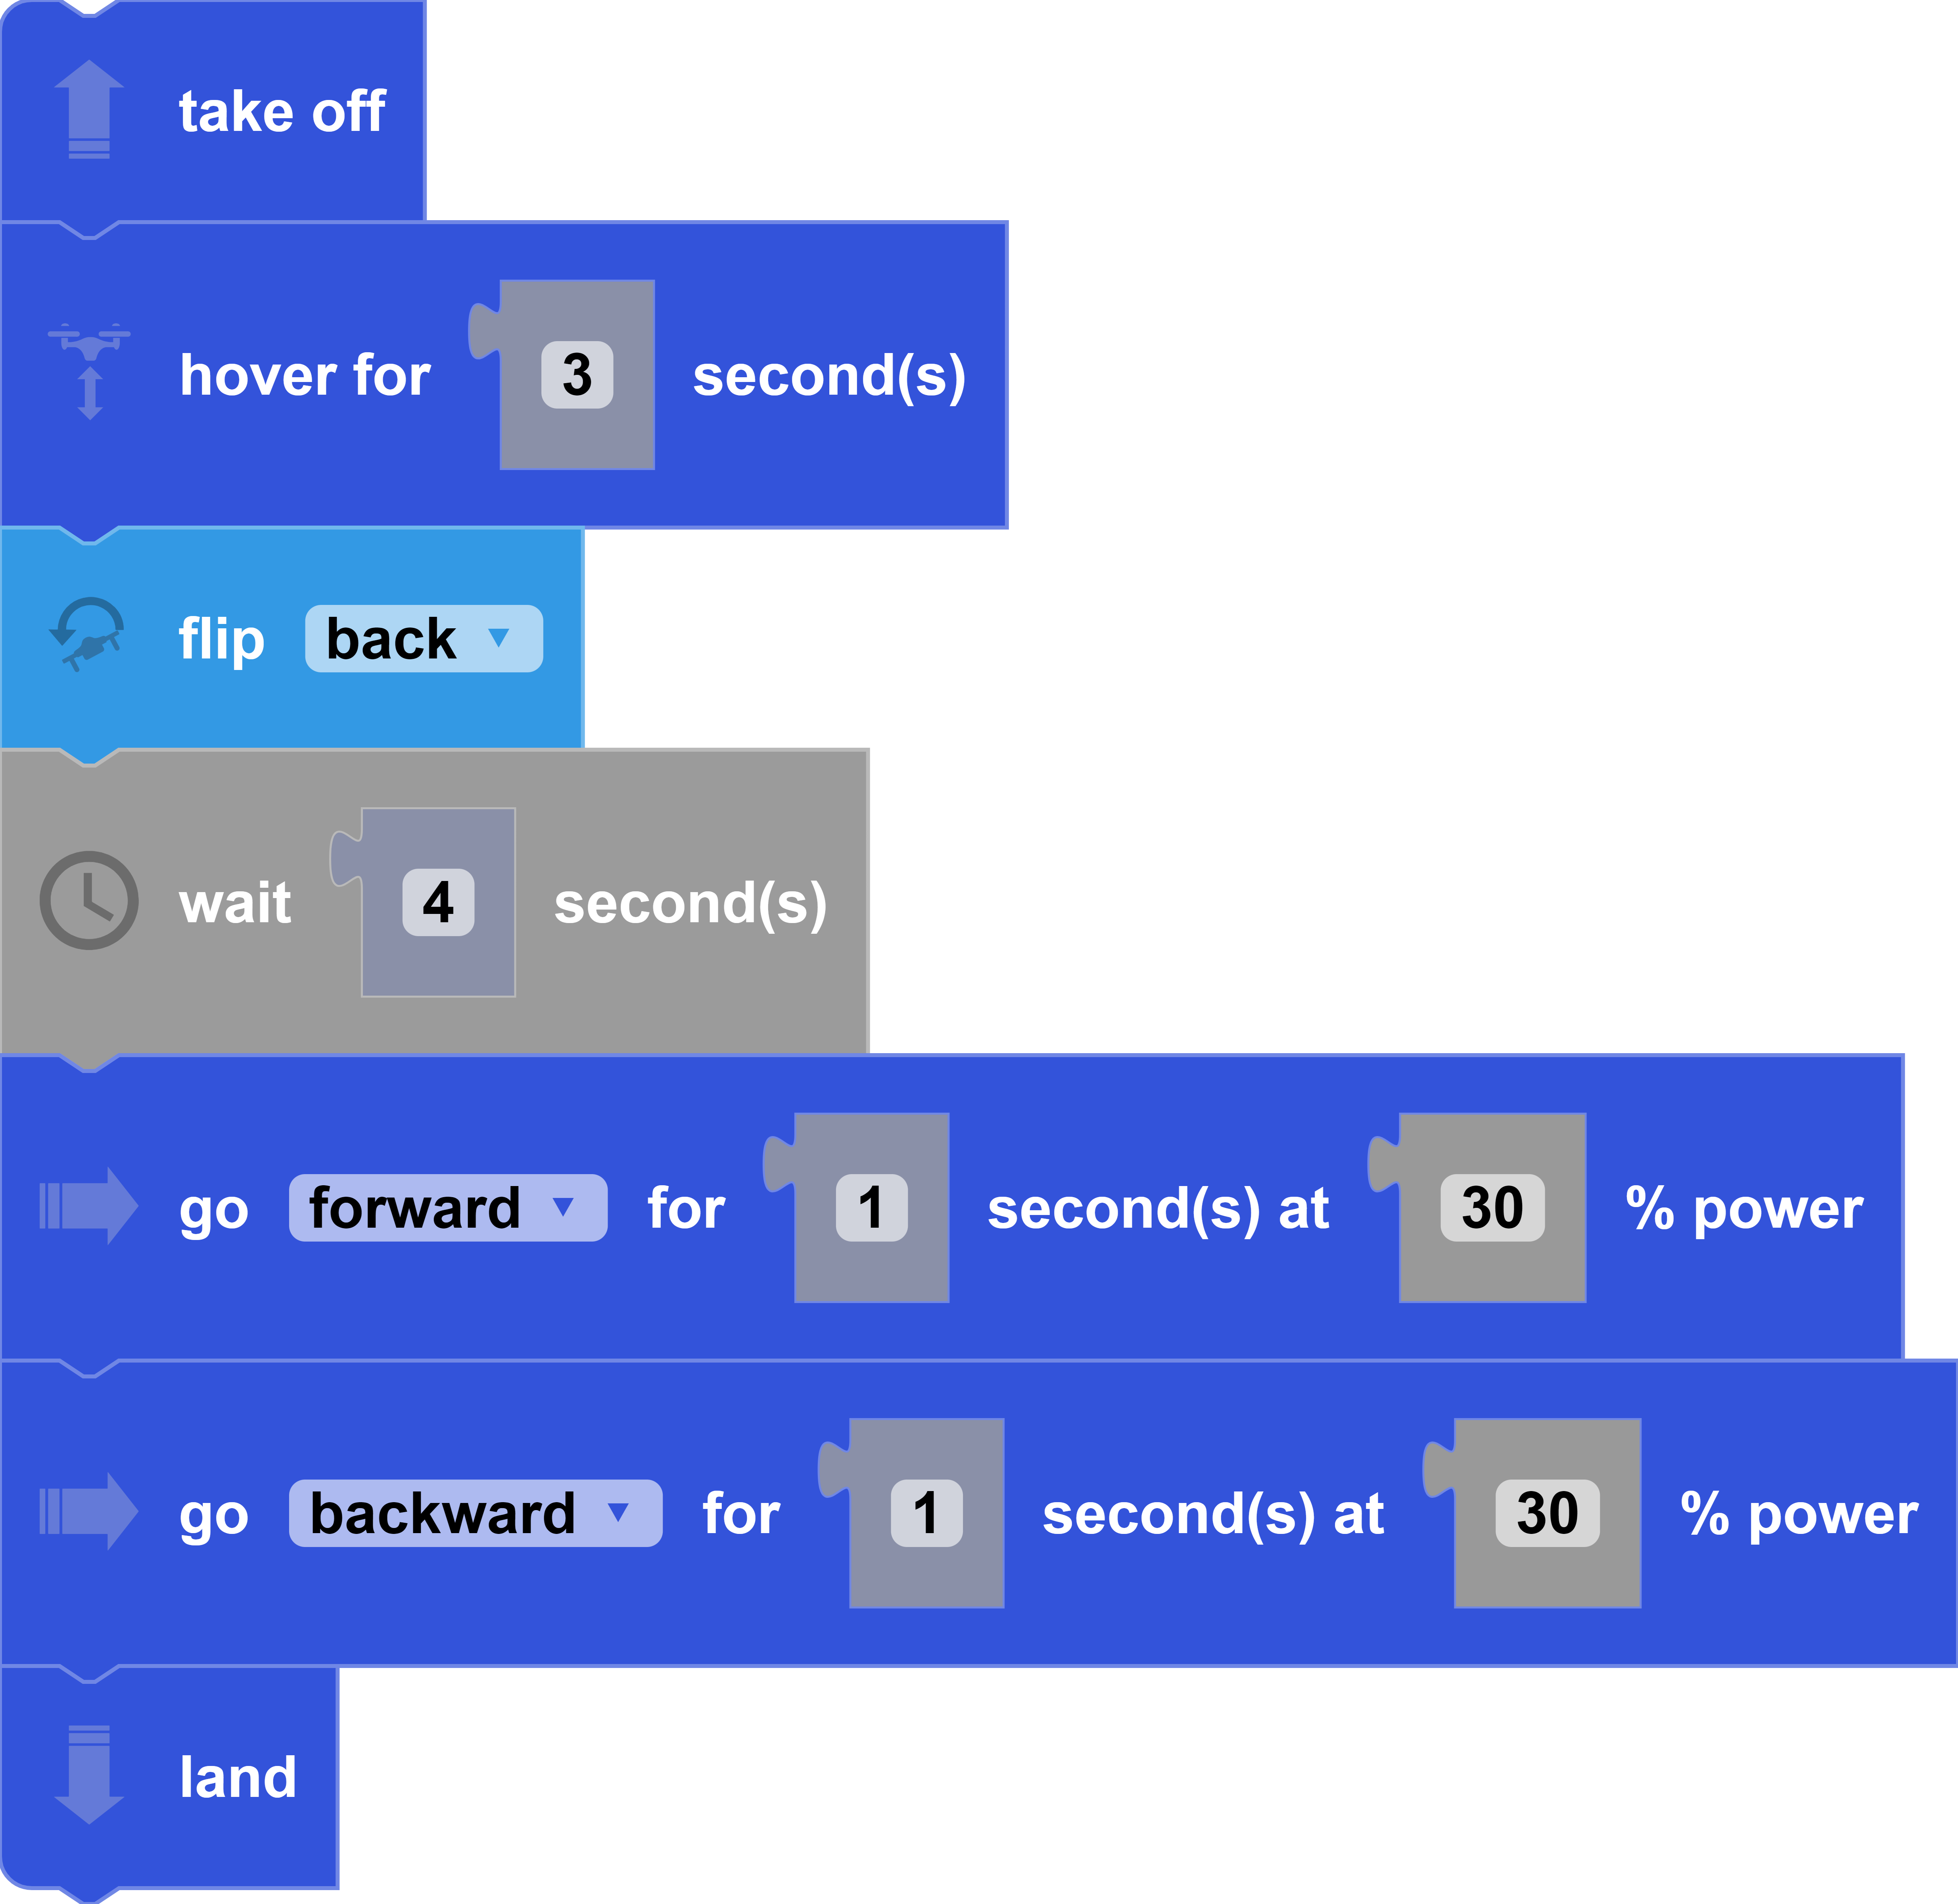 take off
hover for 3 second(s)
flip back
wait 4 second(s)
go forward for 1 second(s) at 30 % power
go backward for 1 second(s) at 30 % power
land